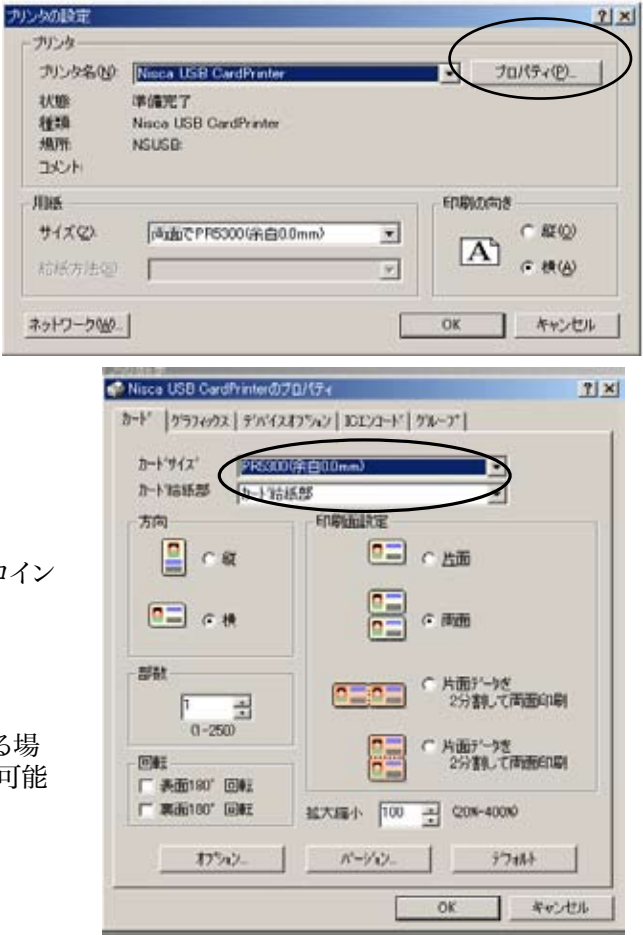 プリンタの設定
プリンタ
プリンタ名(N) Nisca USB CardPrinter プロパティ(P)...
状態: 準備完了
種類: Nisca USB CardPrinter
場所: NSUSB:
コメント:
用紙
サイズ(Z): 両面でPR5300(余白0.0mm)
給紙方法(S):
印刷の向き
A
縦(O)
横(A)
ネットワーク(W)...
OK
キャンセル
Nisca USB CardPrinterのプロパティ
カード グラフィックス デバイスオプション ICエンコード グループ
カードサイズ PR5300(余白0.0mm)
カード給紙部 カード給紙部
方向
縦
横
印刷面設定
片面
両面
片面データを
2分割して両面印刷
片面データを
2分割して両面印刷
部数
1
(1-250)
回転
表面180° 回転
裏面180° 回転
拡大縮小 100 (20%-400%)
オプション...
バージョン...
デフォルト
OK
キャンセル
ロイン
る場
可能